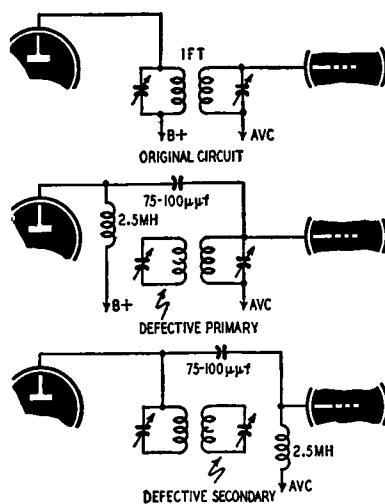 IFT
B+
AVC
ORIGINAL CIRCUIT
75-100μμf
2.5MH
B+
AVC
DEFECTIVE PRIMARY
75-100μμf
2.5MH
AVC
DEFECTIVE SECONDARY